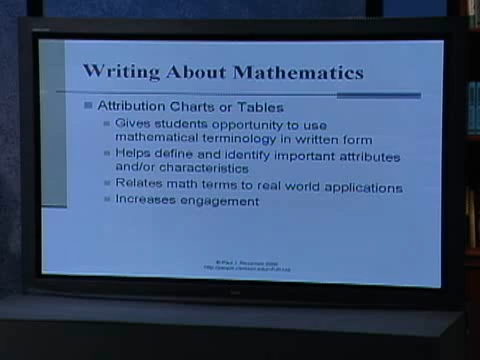 Writing About Mathematics
Attribution Charts or Tables
Gives students opportunity to use
mathematical terminology in written form
Helps define and identify important attributes
and/or characteristics
Relates math terms to real world applications
Increases engagement
© Paul J.